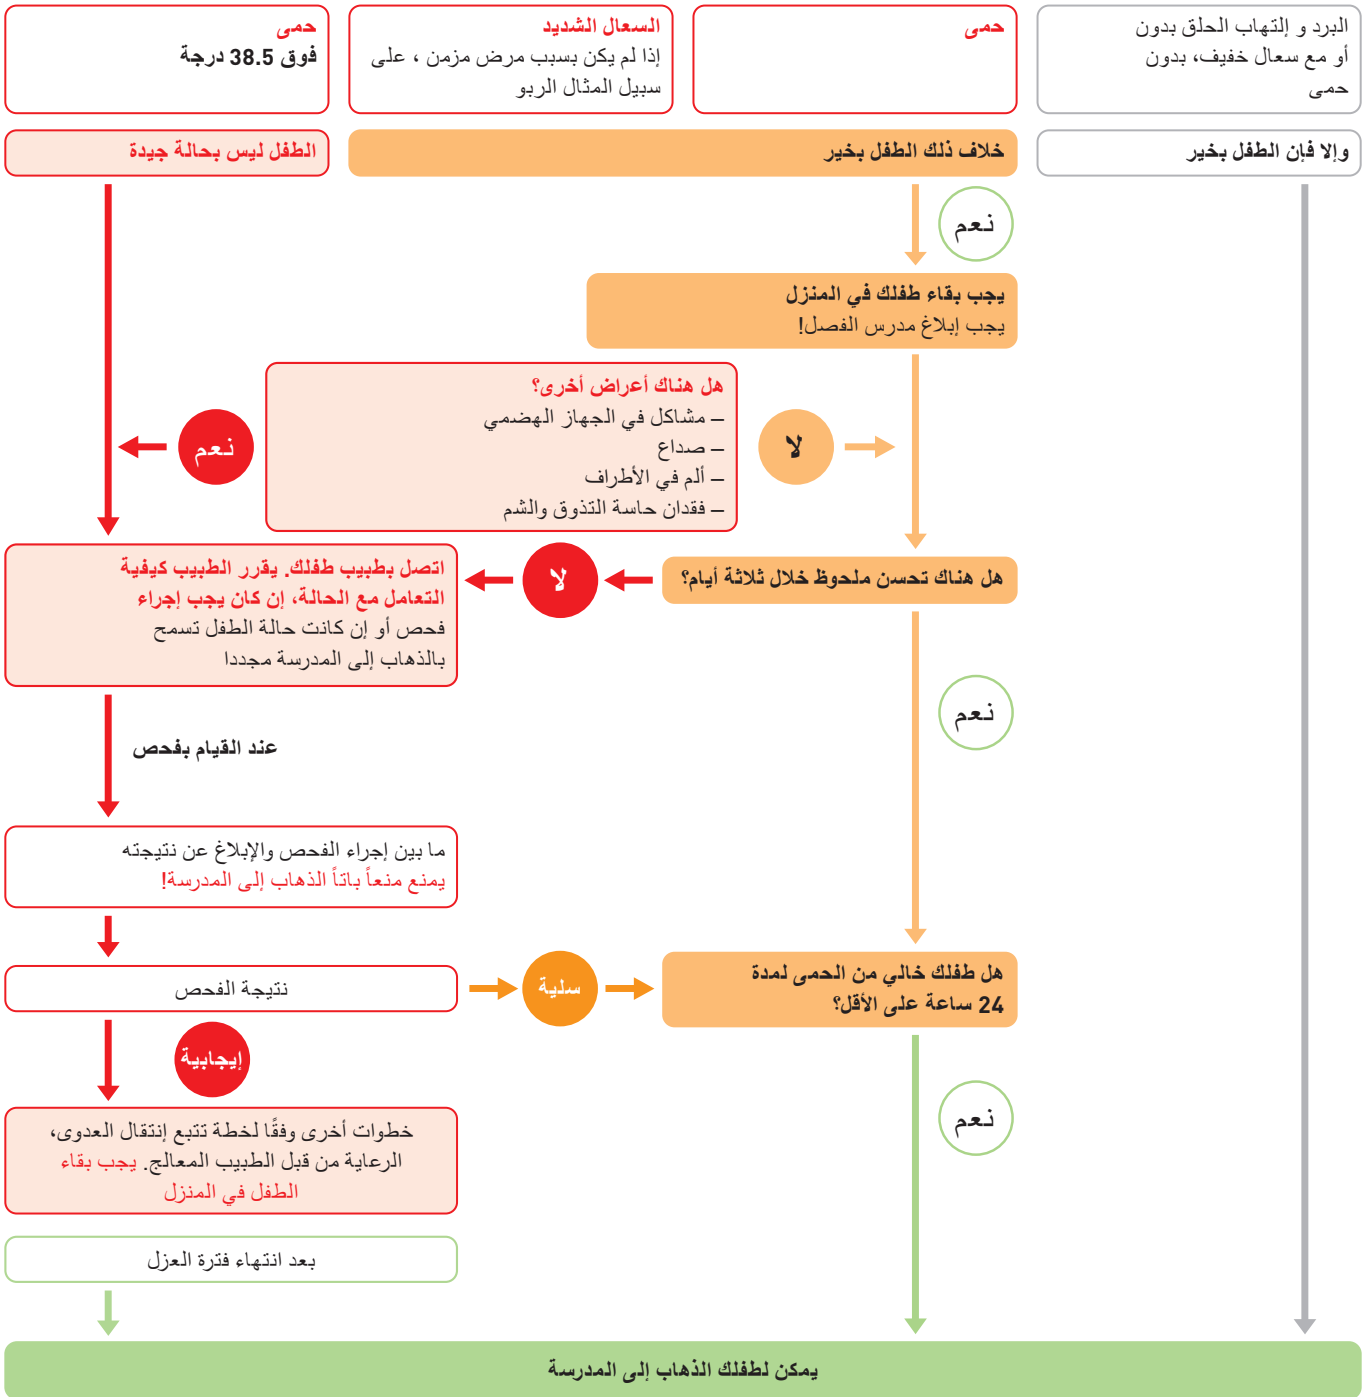 البرد و إلتهاب الحلق بدون
أو مع سعال خفيف، بدون
حمى
حمى
السعال الشديد
إذا لم يكن بسبب مرض مزمن ، على
سبيل المثال الربو
حمى
فوق 38.5 درجة
وإلا فإن الطفل بخير
خلاف ذلك الطفل بخير
الطفل ليس بحالة جيدة
نعم
يجب بقاء طفلك في المنزل
يجب إبلاغ مدرس الفصل!
هل هناك أعراض أخرى؟
– مشاكل في الجهاز الهضمي
– صداع
– ألم في الأطراف
– فقدان حاسة التذوق والشم
لا
نعم
هل هناك تحسن ملحوظ خلال ثلاثة أيام؟
لا
اتصل بطبيب طفلك. يقرر الطبيب كيفية
التعامل مع الحالة، إن كان يجب إجراء
فحص أو إن كانت حالة الطفل تسمح
بالذهاب إلى المدرسة مجددا
نعم
عند القيام بفحص
ما بين إجراء الفحص والإبلاغ عن نتيجته
يمنع منعاً باتاً الذهاب إلى المدرسة!
هل طفلك خالي من الحمى لمدة
24 ساعة على الأقل؟
سلبية
نتيجة الفحص
إيجابية
نعم
خطوات أخرى وفقًا لخطة تتبع إنتقال العدوى،
الرعاية من قبل الطبيب المعالج. يجب بقاء
الطفل في المنزل
بعد انتهاء فترة العزل
يمكن لطفلك الذهاب إلى المدرسة